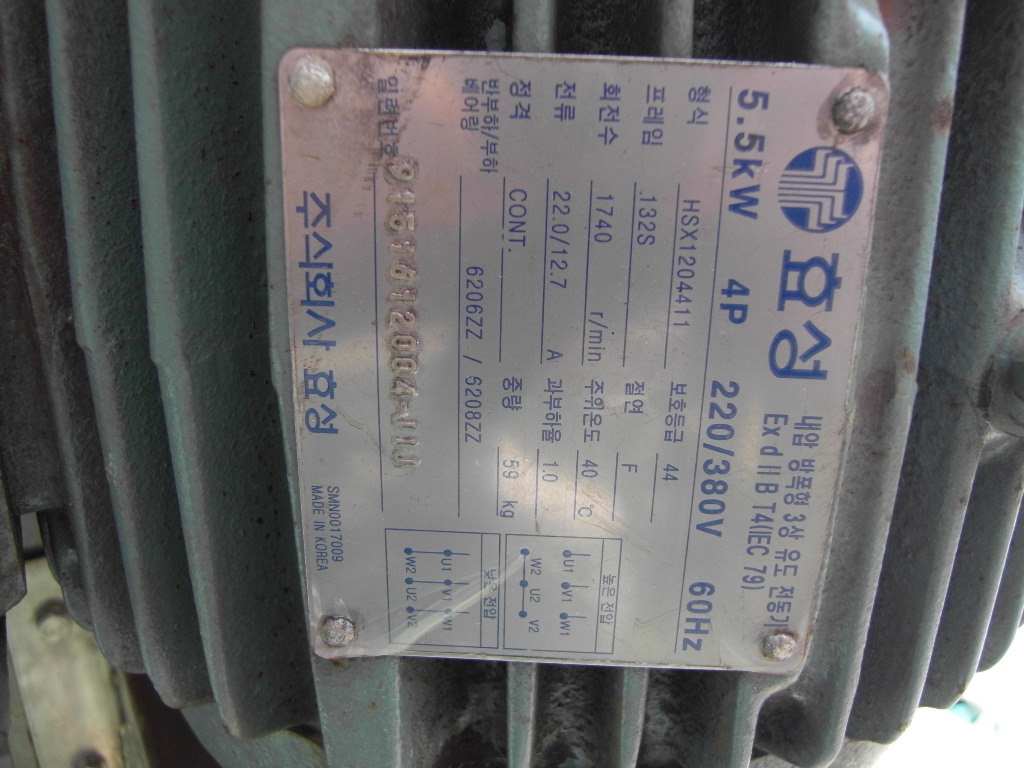 효성
내압 방폭형 3상 유도 전동기
Ex d II B T4(IEC 79)
5.5kW 4P 220/380V 60Hz
형식 HSX1204411 보호등급 44
프레임 132S 절연 F
회전수 1740 r/min 주위온도 40 ℃
전류 22.0/12.7 A 과부하율 1.0
정격 CONT. 중량 59 kg
반부하/부하
베어링 6206ZZ / 6208ZZ
일련번호
높은 전압
U1 V1 W1
W2 U2 V2
낮은 전압
U1 V1 W1
W2 U2 V2
주식회사 효성
SMN0017009
MADE IN KOREA